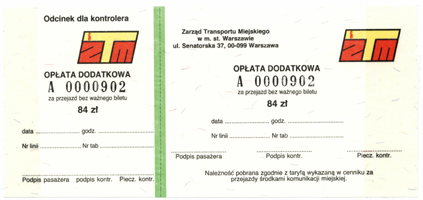 Odcinek dla kontrolera
ZTM
OPŁATA DODATKOWA
A 0000902
za przejazd bez ważnego biletu
84 zł
data godz.
Nr linii Nr tab
Podpis pasażera podpis kontr. Piecz. kontr.
Zarząd Transportu Miejskiego
w m. st. Warszawie
ul. Senatorska 37, 00-099 Warszawa
ZTM
OPŁATA DODATKOWA
A 0000902
za przejazd bez ważnego biletu
84 zł
data godz.
Nr linii Nr tab.
Podpis pasażera Podpis kontr. Piecz. kontr.
Należność pobrana zgodnie z taryfą wykazaną w cenniku za
przejazdy środkami komunikacji miejskiej.